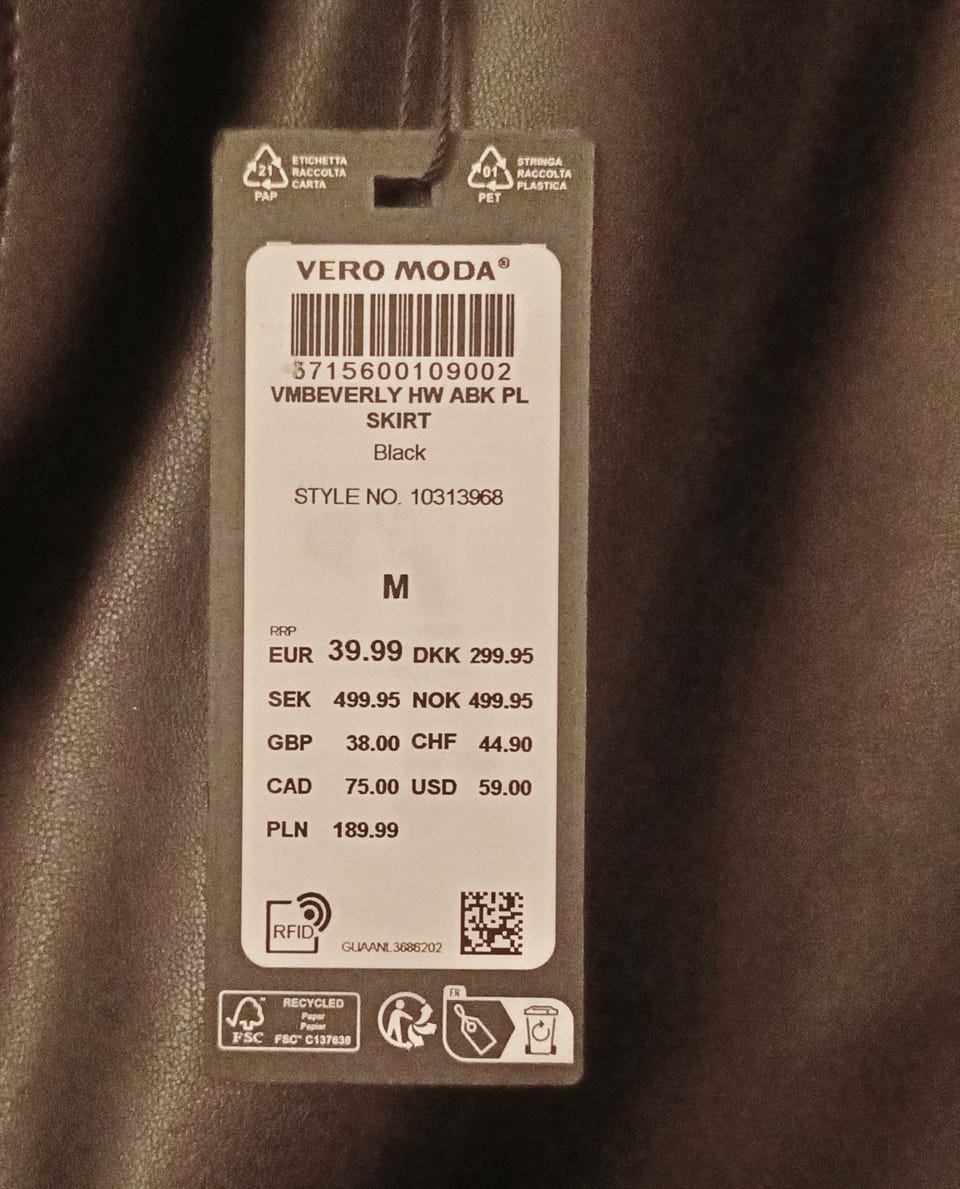 21
PAP
ETICHETTA
RACCOLTA
CARTA
01
PET
STRINGA
RACCOLTA
PLASTICA
VERO MODA®
5715600109002
VMBEVERLY HW ABK PL
SKIRT
Black
STYLE NO. 10313968
M
RRP
EUR 39.99 DKK 299.95
SEK 499.95 NOK 499.95
GBP 38.00 CHF 44.90
CAD 75.00 USD 59.00
PLN 189.99
RFID
GUAANL3686202
FSC
RECYCLED
Paper
Papier
FSC™ C137638
FR